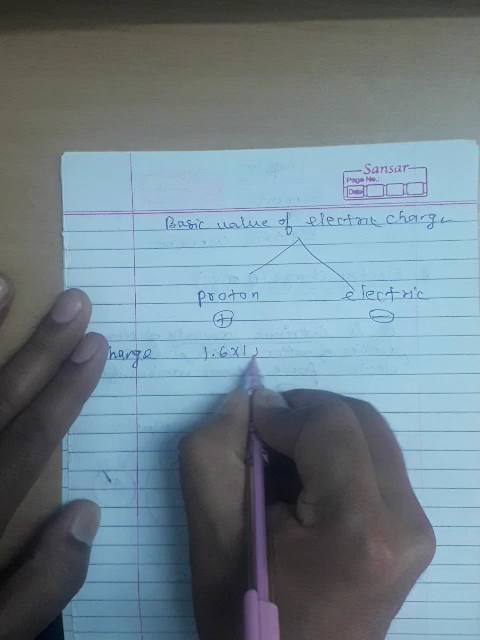 Sansar
Page No.:
Date
Basic value of electric charge
proton electric
+ −
harge 1.6×1